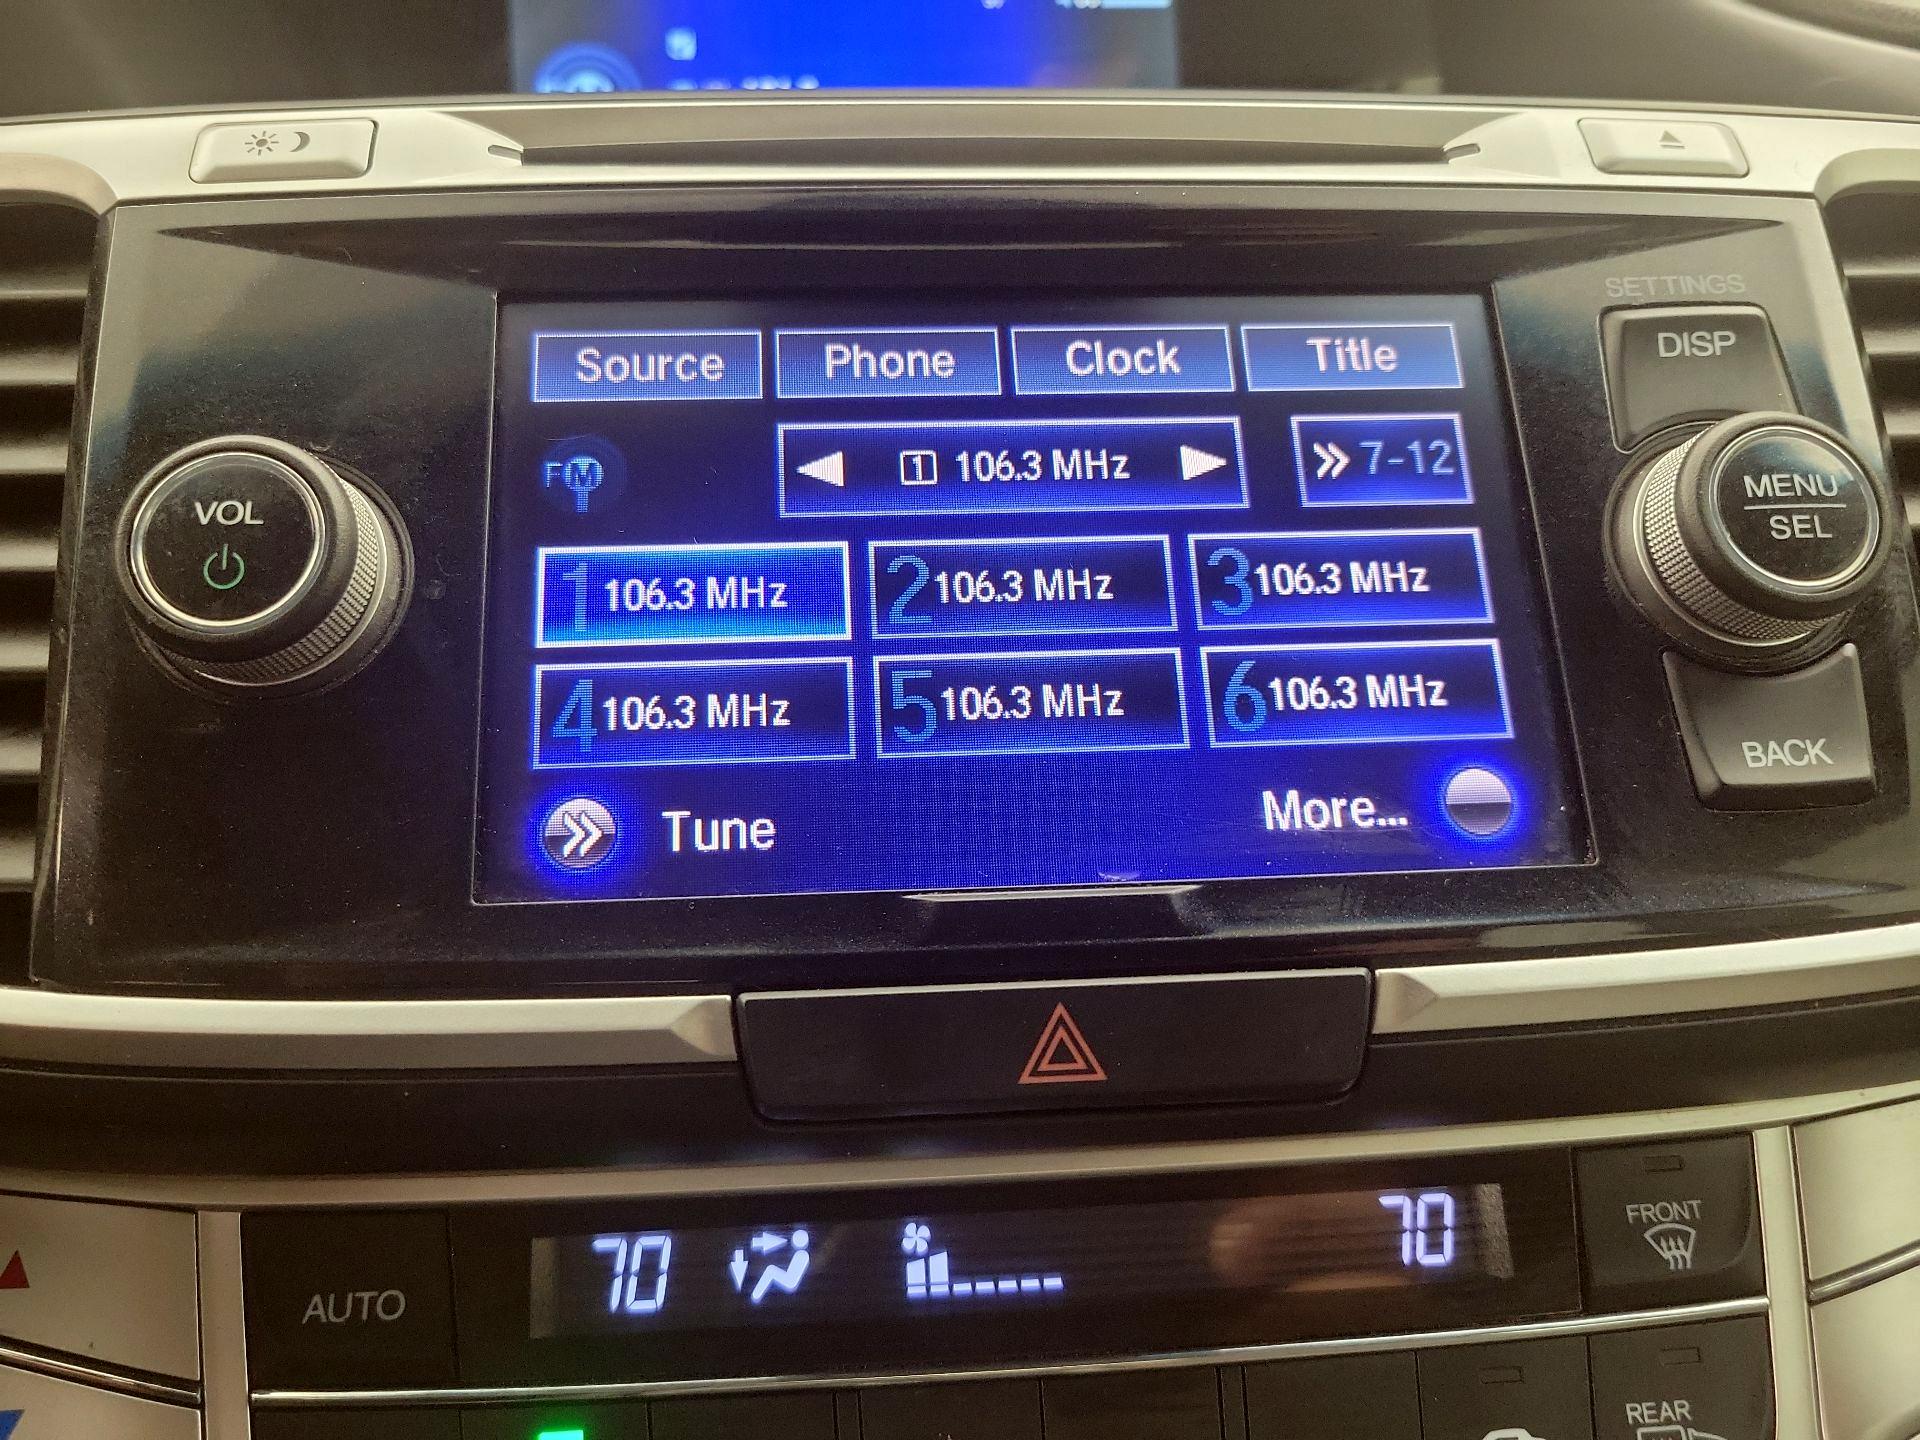 SETTINGS
Source Phone Clock Title
DISP
FM
1 106.3 MHz
7-12
MENU
SEL
VOL
1 106.3 MHz 2 106.3 MHz 3 106.3 MHz
4 106.3 MHz 5 106.3 MHz 6 106.3 MHz
BACK
Tune More...
70 70
FRONT
AUTO
REAR